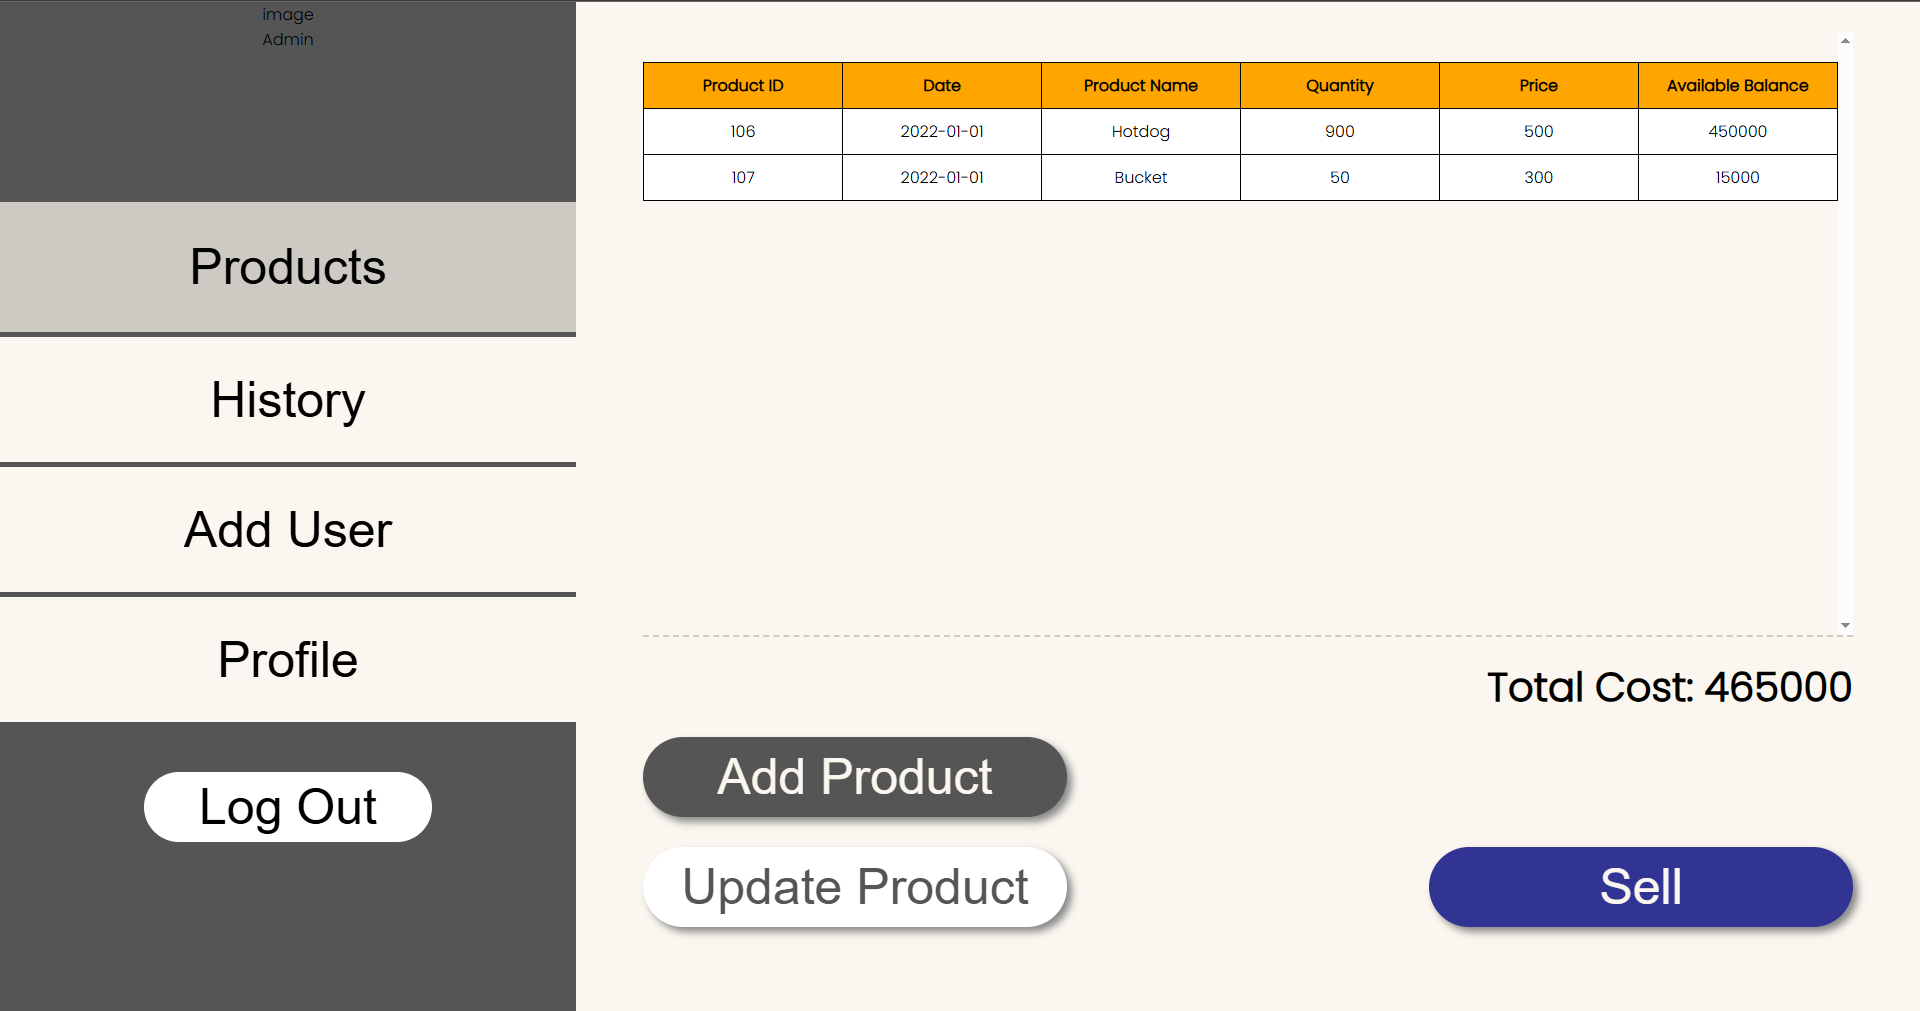 image
Admin
Products
History
Add User
Profile
Log Out
Product ID Date Product Name Quantity Price Available Balance
106 2022-01-01 Hotdog 900 500 450000
107 2022-01-01 Bucket 50 300 15000
Total Cost: 465000
Add Product
Update Product
Sell